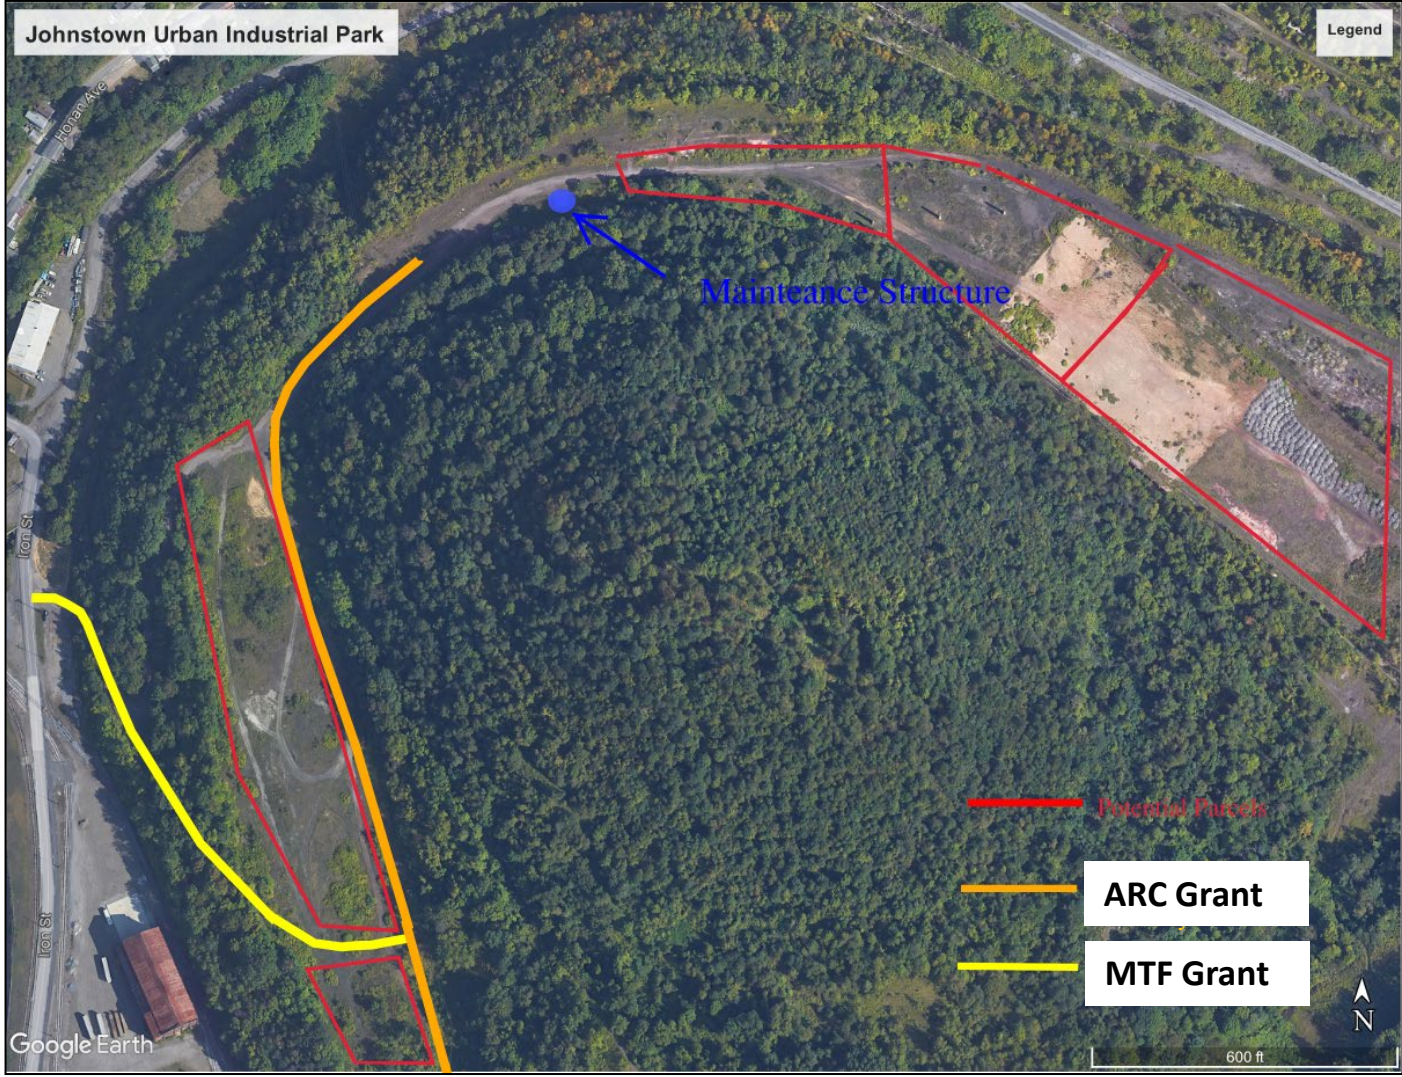 Johnstown Urban Industrial Park
Legend
Honan Ave
Mainteance Structure
Iron St
Potential Parcels
ARC Grant
Iron St
MTF Grant
N
Google Earth
600 ft